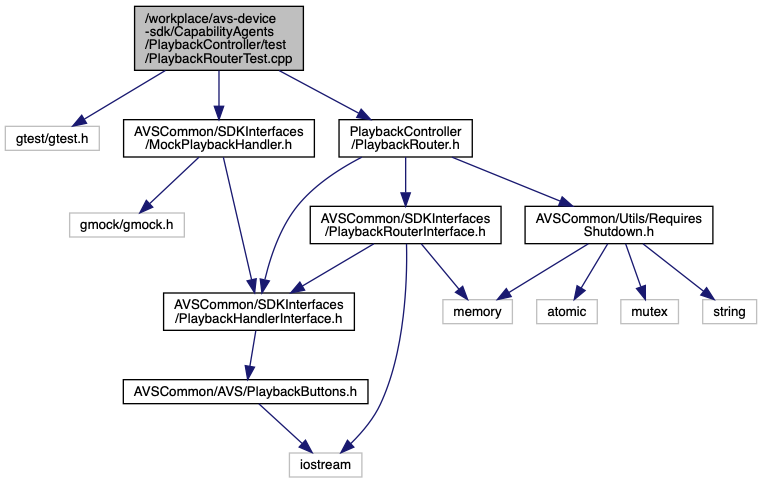 /workplace/avs-device
-sdk/CapabilityAgents
/PlaybackController/test
/PlaybackRouterTest.cpp
gtest/gtest.h
AVSCommon/SDKInterfaces
/MockPlaybackHandler.h
PlaybackController
/PlaybackRouter.h
gmock/gmock.h
AVSCommon/SDKInterfaces
/PlaybackRouterInterface.h
AVSCommon/Utils/Requires
Shutdown.h
AVSCommon/SDKInterfaces
/PlaybackHandlerInterface.h
memory
atomic
mutex
string
AVSCommon/AVS/PlaybackButtons.h
iostream